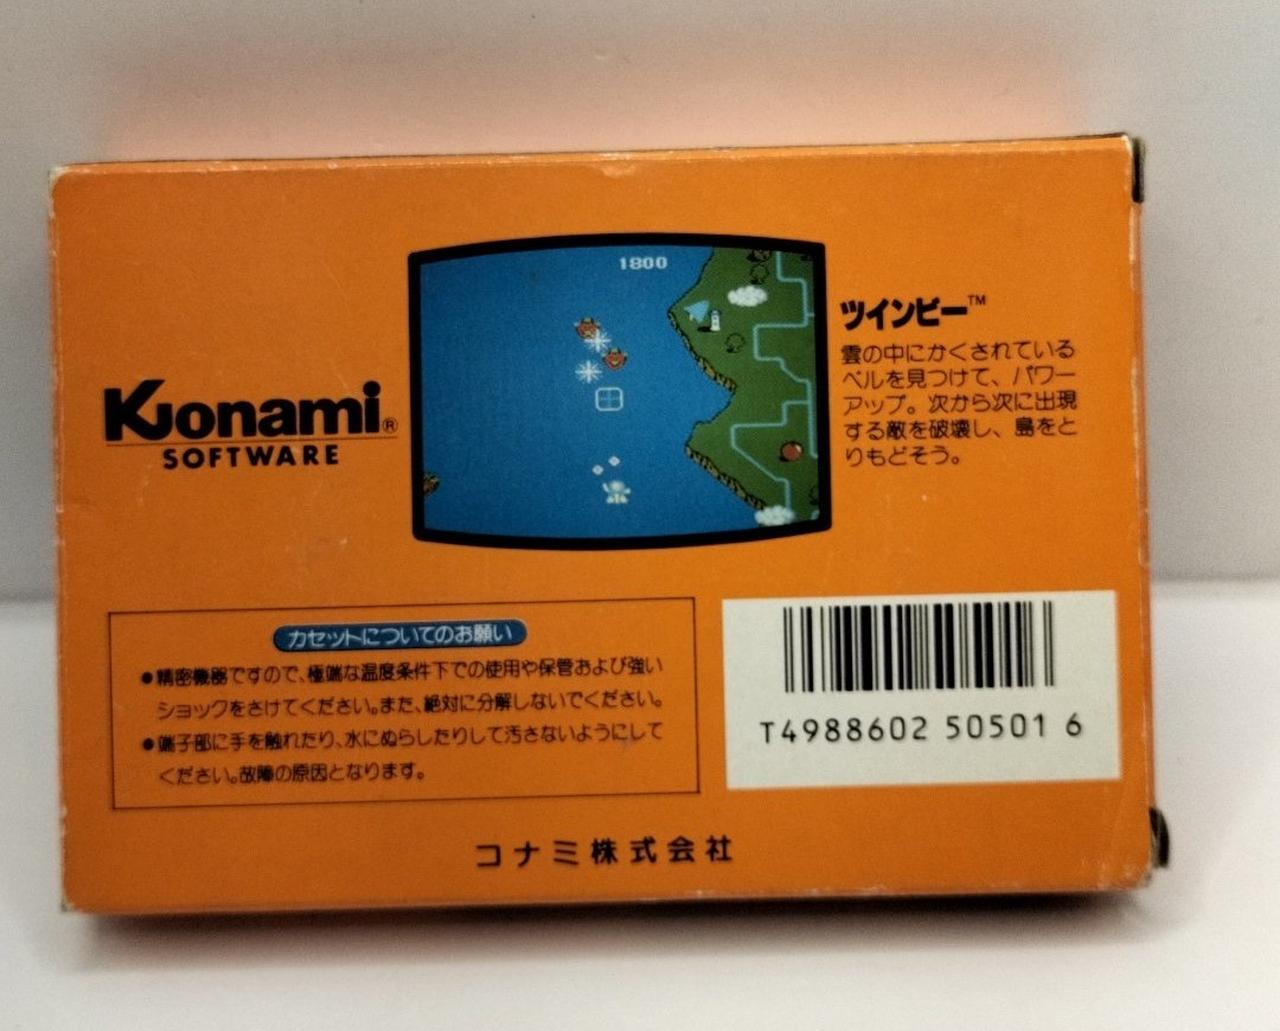 1800
Konami®
SOFTWARE
ツインビー™
雲の中にかくされている
ベルを見つけて、パワー
アップ。次から次に出現
する敵を破壊し、島をと
りもどそう。
カセットについてのお願い
●精密機器ですので、極端な温度条件下での使用や保管および強い
ショックをさけてください。また、絶対に分解しないでください。
●端子部に手を触れたり、水にぬらしたりして汚さないようにして
ください。故障の原因となります。
T4988602 50501 6
コナミ株式会社